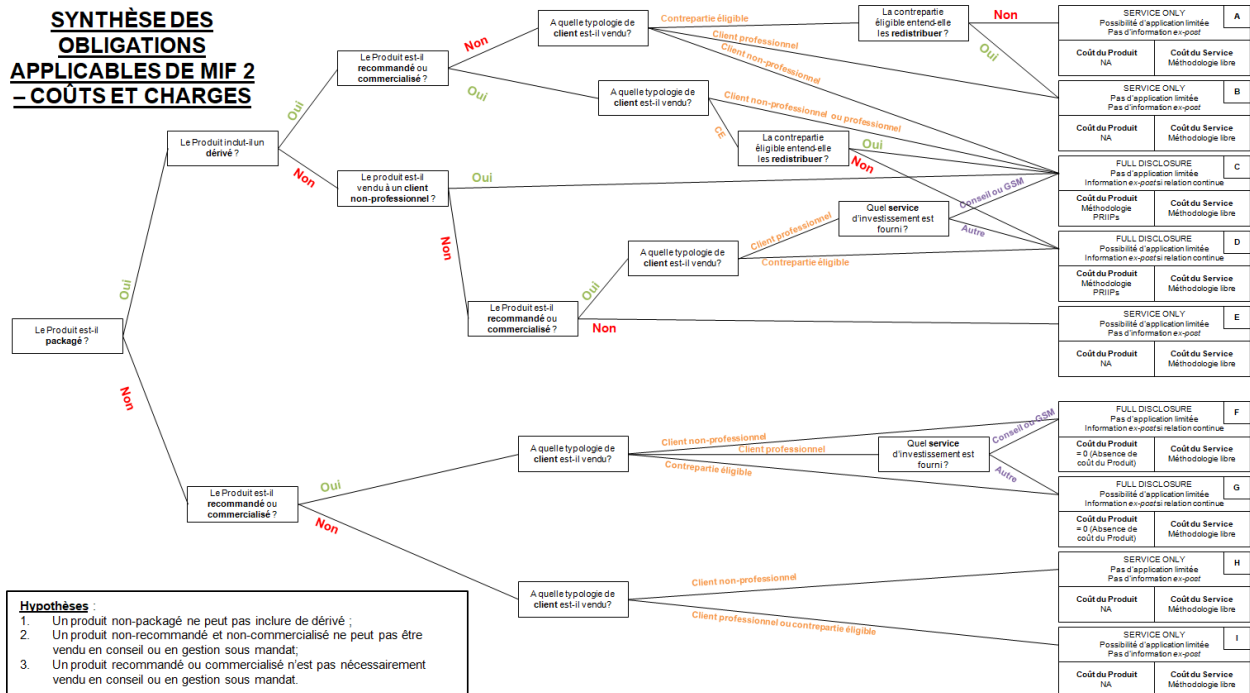 SYNTHÈSE DES
OBLIGATIONS
APPLICABLES DE MIF 2
– COÛTS ET CHARGES
Le Produit est-il
packagé ?
Oui
Non
Le Produit inclut-il un
dérivé ?
Oui
Non
Le Produit est-il
recommandé ou
commercialisé ?
Non
Oui
A quelle typologie de
client est-il vendu?
Contrepartie éligible
Client professionnel
Client non-professionnel
La contrepartie
éligible entend-elle
les redistribuer ?
Non
Oui
A quelle typologie de
client est-il vendu?
Client non-professionnel ou professionnel
CE
La contrepartie
éligible entend-elle
les redistribuer ?
Oui
Non
Le produit est-il
vendu à un client
non-professionnel ?
Oui
Non
Le Produit est-il
recommandé ou
commercialisé ?
Oui
Non
A quelle typologie de
client est-il vendu?
Client professionnel
Contrepartie éligible
Quel service
d'investissement est
fourni ?
Conseil ou GSM
Autre
Le Produit est-il
recommandé ou
commercialisé ?
Oui
Non
A quelle typologie de
client est-il vendu?
Client non-professionnel
Client professionnel
Contrepartie éligible
Quel service
d'investissement est
fourni ?
Conseil ou GSM
Autre
A quelle typologie de
client est-il vendu?
Client non-professionnel
Client professionnel ou contrepartie éligible
SERVICE ONLY
A
Possibilité d'application limitée
Pas d'information ex-post
Coût du Produit
NA
Coût du Service
Méthodologie libre
SERVICE ONLY
B
Pas d'application limitée
Pas d'information ex-post
Coût du Produit
NA
Coût du Service
Méthodologie libre
FULL DISCLOSURE
C
Pas d'application limitée
Information ex-post si relation continue
Coût du Produit
Méthodologie
PRIIPs
Coût du Service
Méthodologie libre
FULL DISCLOSURE
D
Possibilité d'application limitée
Information ex-post si relation continue
Coût du Produit
Méthodologie
PRIIPs
Coût du Service
Méthodologie libre
SERVICE ONLY
E
Possibilité d'application limitée
Pas d'information ex-post
Coût du Produit
NA
Coût du Service
Méthodologie libre
FULL DISCLOSURE
F
Pas d'application limitée
Information ex-post si relation continue
Coût du Produit
= 0 (Absence de
coût du Produit)
Coût du Service
Méthodologie libre
FULL DISCLOSURE
G
Possibilité d'application limitée
Information ex-post si relation continue
Coût du Produit
= 0 (Absence de
coût du Produit)
Coût du Service
Méthodologie libre
SERVICE ONLY
H
Pas d'application limitée
Pas d'information ex-post
Coût du Produit
NA
Coût du Service
Méthodologie libre
SERVICE ONLY
I
Possibilité d'application limitée
Pas d'information ex-post
Coût du Produit
NA
Coût du Service
Méthodologie libre
Hypothèses :
1. Un produit non-packagé ne peut pas inclure de dérivé ;
2. Un produit non-recommandé et non-commercialisé ne peut pas être
vendu en conseil ou en gestion sous mandat;
3. Un produit recommandé ou commercialisé n'est pas nécessairement
vendu en conseil ou en gestion sous mandat.